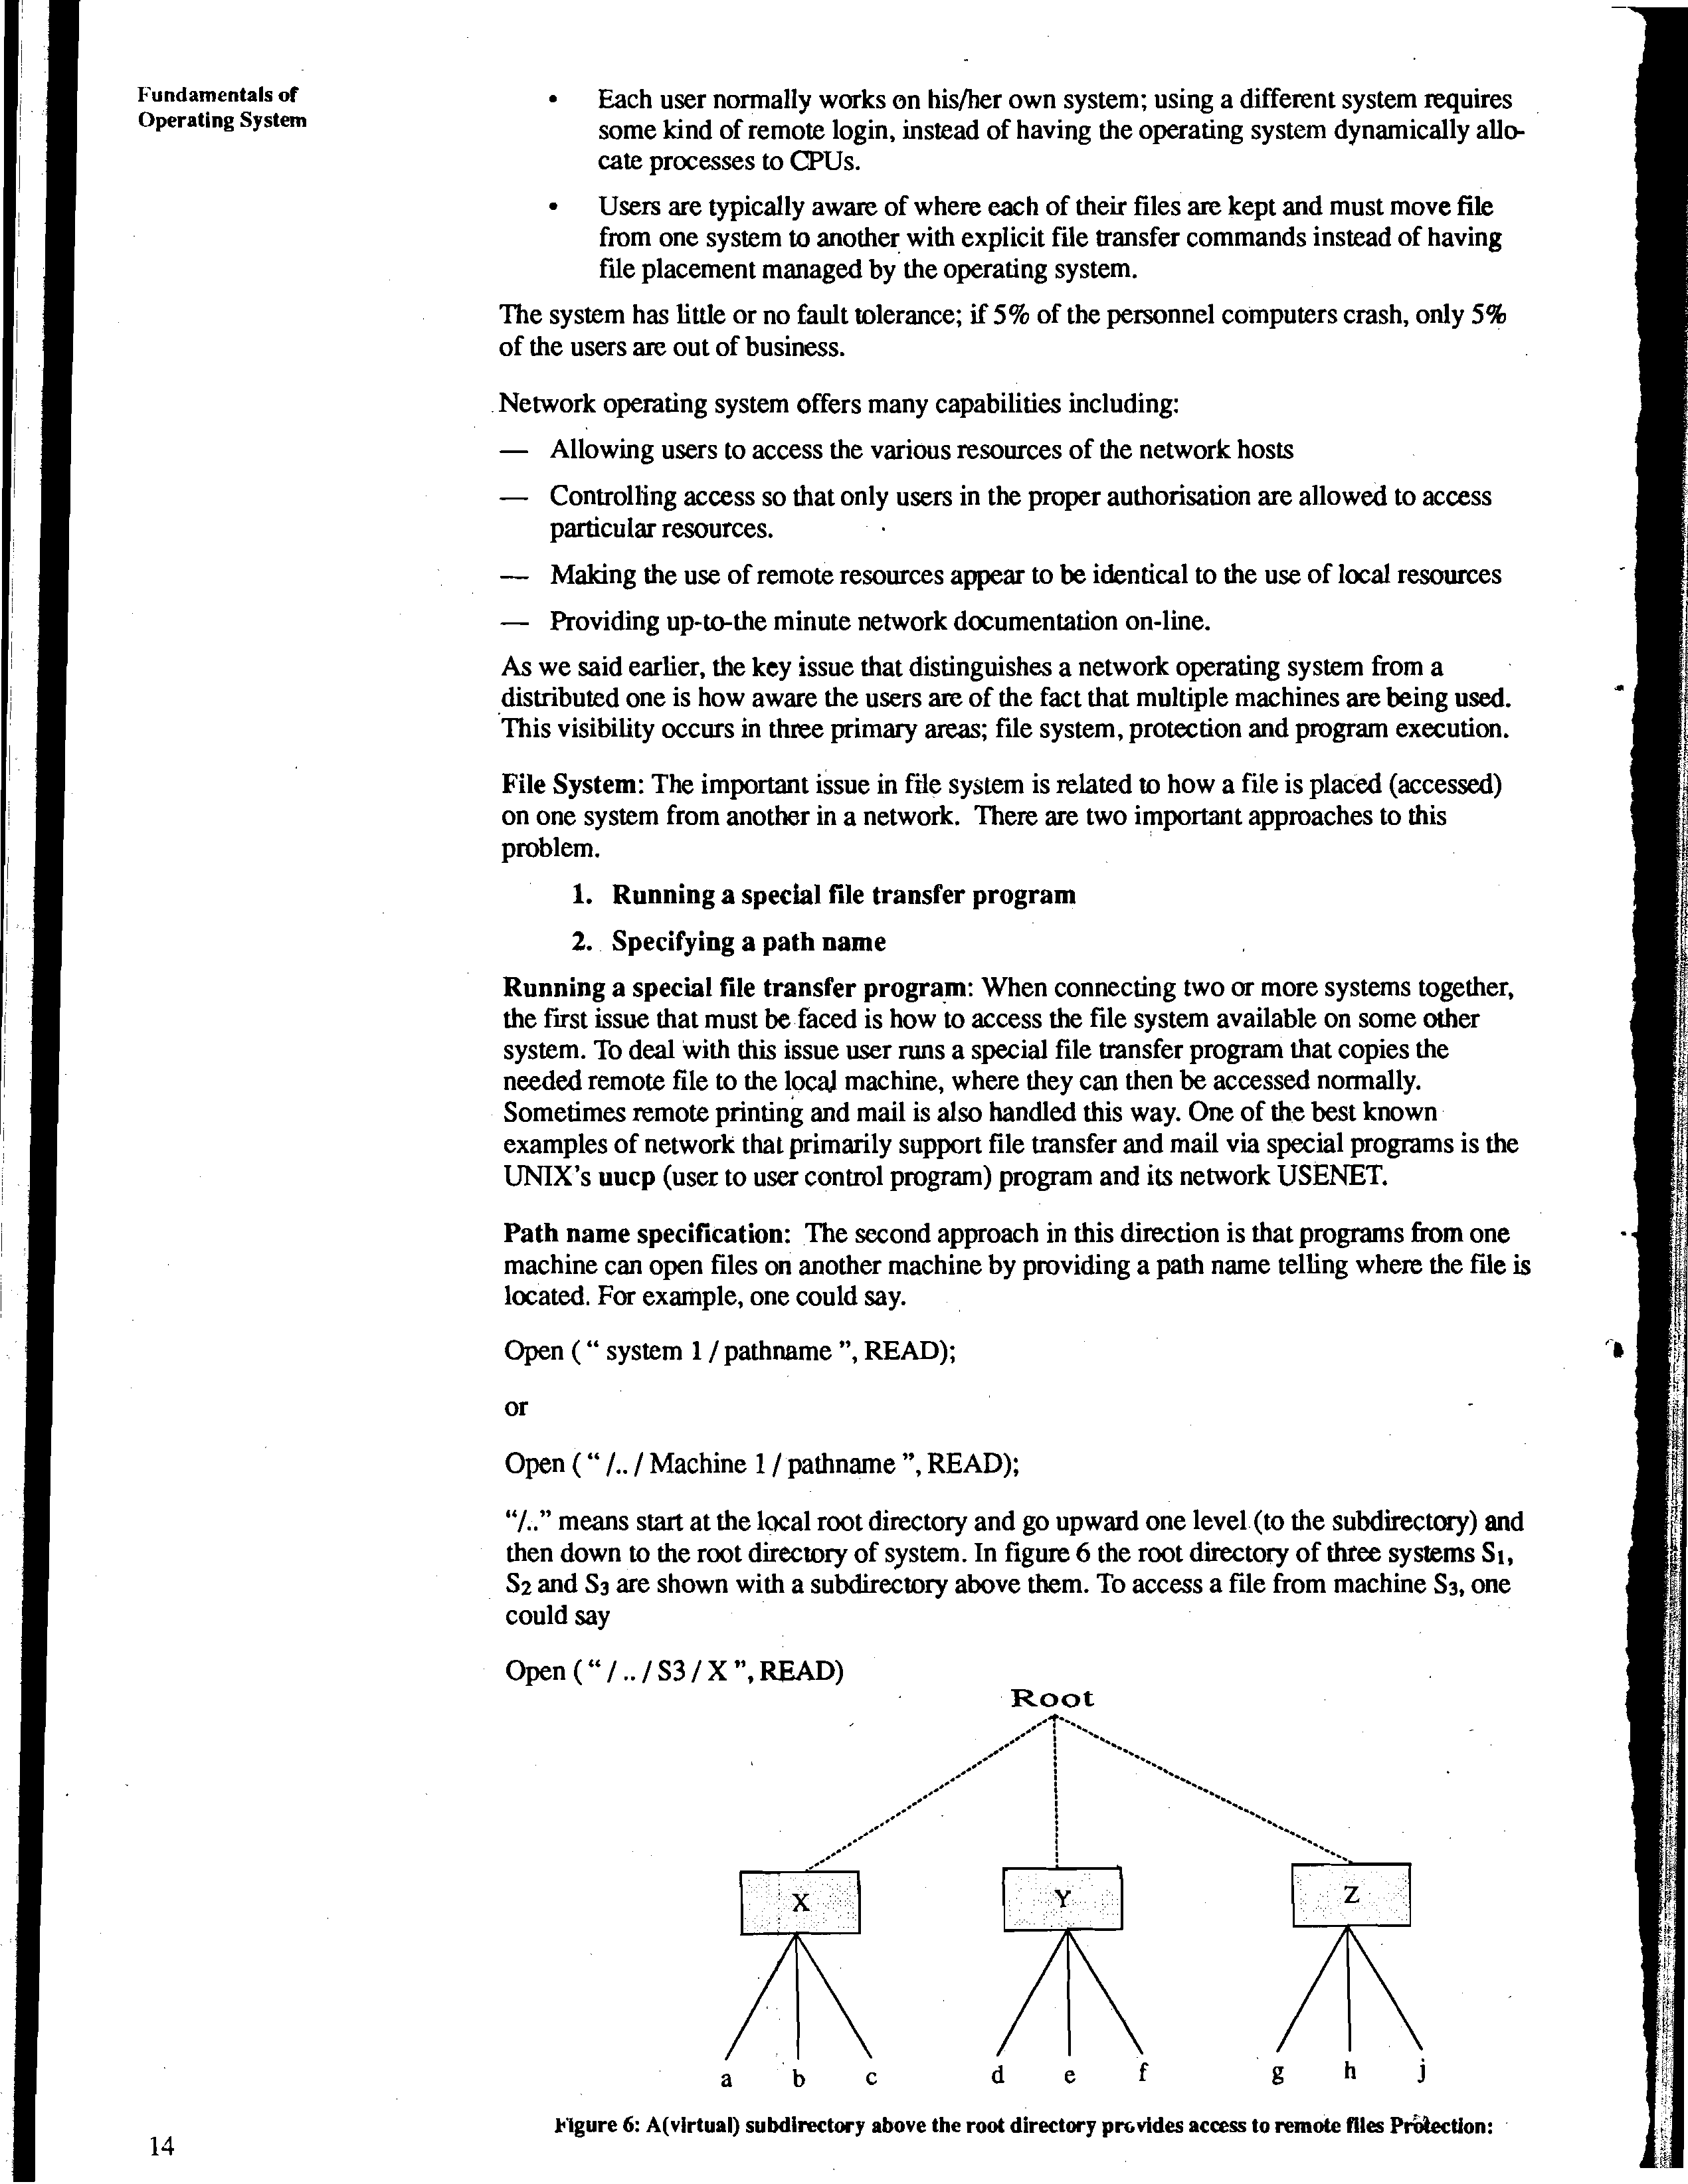 Fundamentals of
Operating System
• Each user normally works on his/her own system; using a different system requires
some kind of remote login, instead of having the operating system dynamically allo-
cate processes to CPUs.
• Users are typically aware of where each of their files are kept and must move file
from one system to another with explicit file transfer commands instead of having
file placement managed by the operating system.
The system has little or no fault tolerance; if 5% of the personnel computers crash, only 5%
of the users are out of business.
Network operating system offers many capabilities including:
— Allowing users to access the various resources of the network hosts
— Controlling access so that only users in the proper authorisation are allowed to access
particular resources.
— Making the use of remote resources appear to be identical to the use of local resources
— Providing up-to-the minute network documentation on-line.
As we said earlier, the key issue that distinguishes a network operating system from a
distributed one is how aware the users are of the fact that multiple machines are being used.
This visibility occurs in three primary areas; file system, protection and program execution.
File System: The important issue in file system is related to how a file is placed (accessed)
on one system from another in a network. There are two important approaches to this
problem.
1. Running a special file transfer program
2. Specifying a path name
Running a special file transfer program: When connecting two or more systems together,
the first issue that must be faced is how to access the file system available on some other
system. To deal with this issue user runs a special file transfer program that copies the
needed remote file to the local machine, where they can then be accessed normally.
Sometimes remote printing and mail is also handled this way. One of the best known
examples of network that primarily support file transfer and mail via special programs is the
UNIX's uucp (user to user control program) program and its network USENET.
Path name specification: The second approach in this direction is that programs from one
machine can open files on another machine by providing a path name telling where the file is
located. For example, one could say.
Open ( “ system 1 / pathname ”, READ);
or
Open ( “ /.. / Machine 1 / pathname ”, READ);
“/..” means start at the local root directory and go upward one level (to the subdirectory) and
then down to the root directory of system. In figure 6 the root directory of three systems S1,
S2 and S3 are shown with a subdirectory above them. To access a file from machine S3, one
could say
Open ( “ / .. / S3 / X ”, READ)
Root
X Y Z
a b c d e f g h j
Figure 6: A(virtual) subdirectory above the root directory provides access to remote files Protection:
14